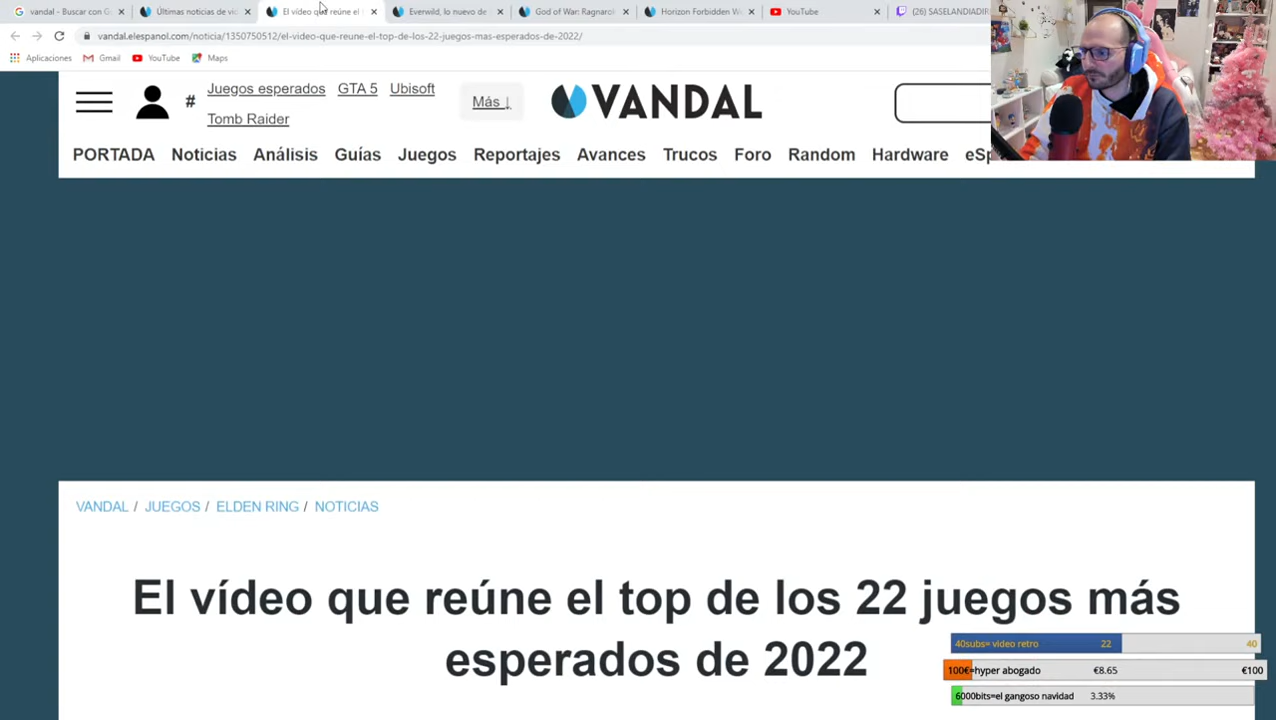 vandal - Buscar con G
Últimas noticias de vid
El vídeo que reúne el
Everwild, lo nuevo de
God of War: Ragnarok
Horizon Forbidden W
YouTube
(26) SASELANDIADIR
vandal.elespanol.com/noticia/1350750512/el-video-que-reune-el-top-de-los-22-juegos-mas-esperados-de-2022/
Aplicaciones Gmail YouTube Maps
# Juegos esperados GTA 5 Ubisoft
Tomb Raider
Más ↓
VANDAL
PORTADA Noticias Análisis Guías Juegos Reportajes Avances Trucos Foro Random Hardware eSp
VANDAL / JUEGOS / ELDEN RING / NOTICIAS
El vídeo que reúne el top de los 22 juegos más
esperados de 2022
40subs= video retro 22 40
100€=hyper abogado €8.65 €100
6000bits=el gangoso navidad 3.33%